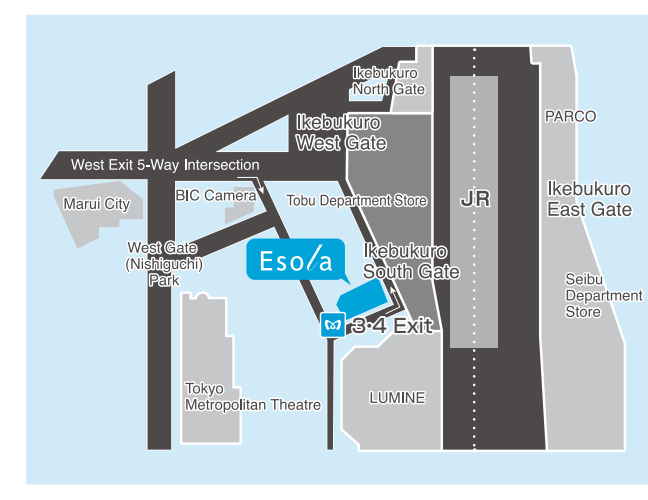 Ikebukuro
North Gate
PARCO
Ikebukuro
West Gate
West Exit 5-Way Intersection
BIC Camera
Marui City
Tobu Department Store
JR
Ikebukuro
East Gate
West Gate
(Nishiguchi)
Park
Esola
Ikebukuro
South Gate
Seibu
Department
Store
3·4 Exit
Tokyo
Metropolitan Theatre
LUMINE